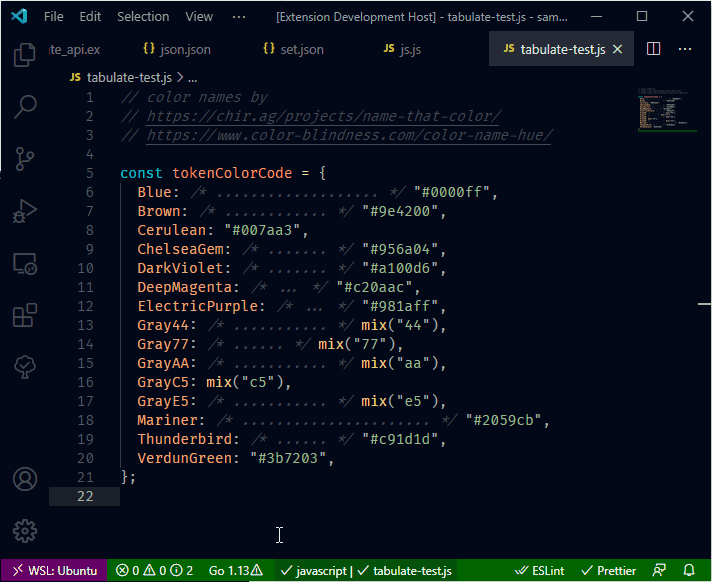 File Edit Selection View ··· [Extension Development Host] - tabulate-test.js - sam...
te_api.ex {} json.json {} set.json JS js.js JS tabulate-test.js ···
JS tabulate-test.js > ...
1 // color names by
2 // https://chir.ag/projects/name-that-color/
3 // https://www.color-blindness.com/color-name-hue/
4
5 const tokenColorCode = {
6 Blue: /* ................... */ "#0000ff",
7 Brown: /* ............ */ "#9e4200",
8 Cerulean: "#007aa3",
9 ChelseaGem: /* ....... */ "#956a04",
10 DarkViolet: /* ....... */ "#a100d6",
11 DeepMagenta: /* ... */ "#c20aac",
12 ElectricPurple: /* ... */ "#981aff",
13 Gray44: /* ........... */ mix("44"),
14 Gray77: /* ...... */ mix("77"),
15 GrayAA: /* ........... */ mix("aa"),
16 GrayC5: mix("c5"),
17 GrayE5: /* ........... */ mix("e5"),
18 Mariner: /* ...................... */ "#2059cb",
19 Thunderbird: /* ...... */ "#c91d1d",
20 VerdunGreen: "#3b7203",
21 };
22
WSL: Ubuntu 0 0 2 Go 1.13 javascript | tabulate-test.js ESLint Prettier